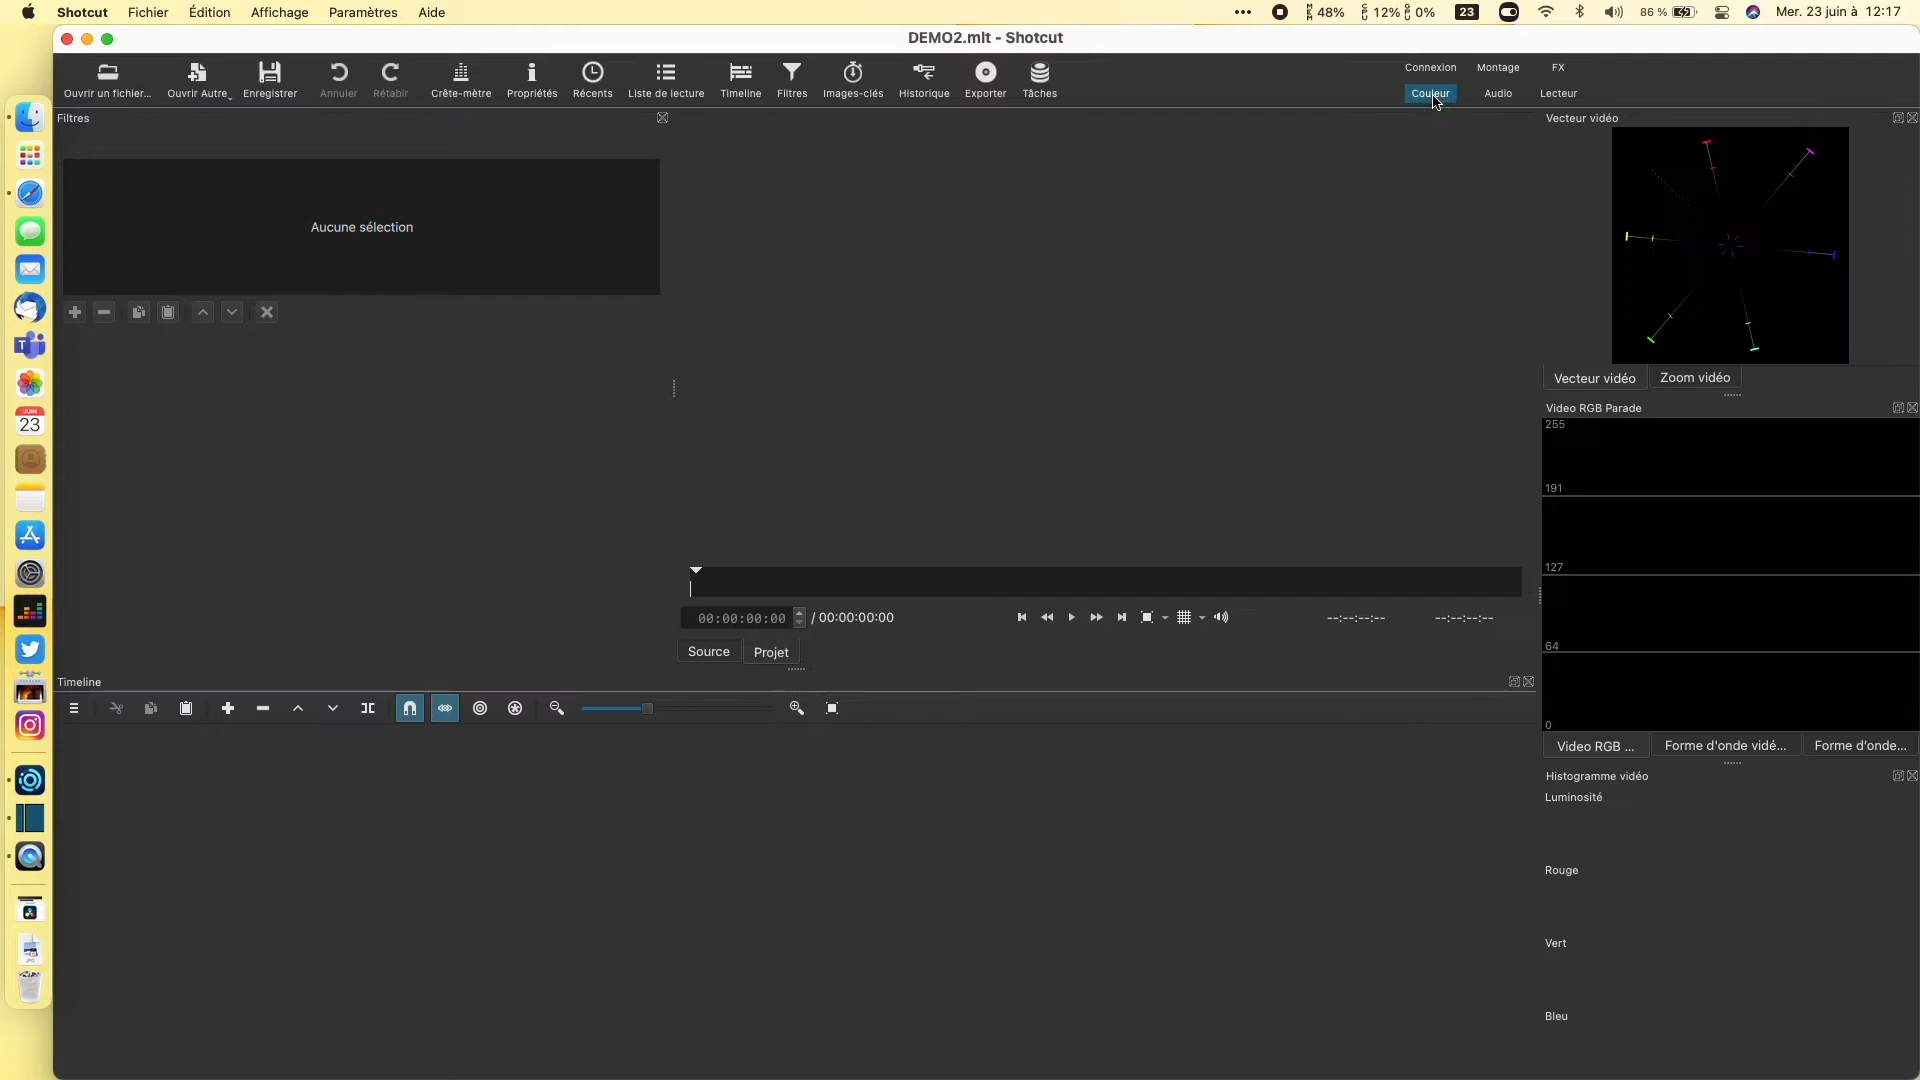 Shotcut Fichier Édition Affichage Paramètres Aide
48% 12% 0% 23 86 % Mer. 23 juin à 12:17
DEMO2.mlt - Shotcut
Ouvrir un fichier... Ouvrir Autre... Enregistrer Annuler Rétabir Crête-mètre Propriétés Récents Liste de lecture Timeline Filtres Images-clés Historique Exporter Tâches
Connexion Montage FX
Couleur Audio Lecteur
Filtres
Aucune sélection
Vecteur vidéo
Vecteur vidéo Zoom vidéo
Video RGB Parade
255
191
127
64
0
00:00:00:00 / 00:00:00:00 --:--:--:-- --:--:--:--
Source Projet
Timeline
Video RGB ... Forme d'onde vidé... Forme d'onde...
Histogramme vidéo
Luminosité
Rouge
Vert
Bleu
JUIN
23
T
JPG